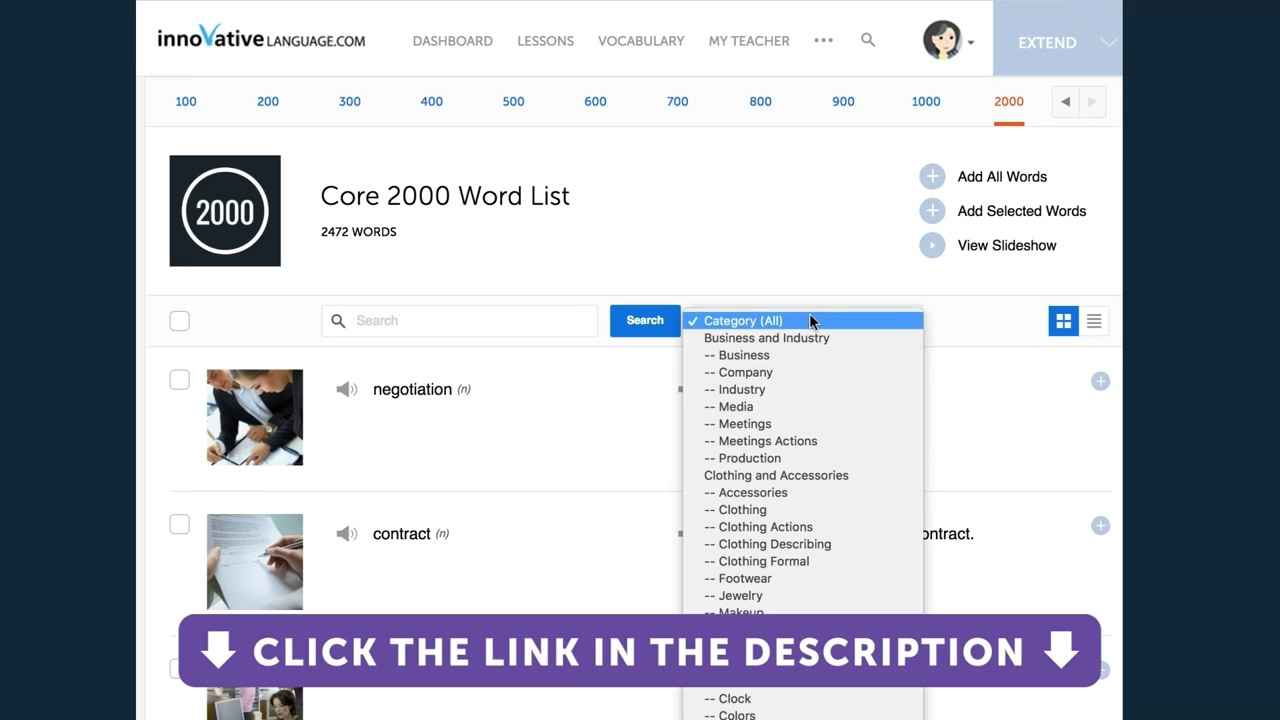 innoVative LANGUAGE.COM
DASHBOARD LESSONS VOCABULARY MY TEACHER ••• EXTEND
100 200 300 400 500 600 700 800 900 1000 2000
2000
Core 2000 Word List
2472 WORDS
Add All Words
Add Selected Words
View Slideshow
Search
Search
✓ Category (All)
Business and Industry
-- Business
-- Company
-- Industry
-- Media
-- Meetings
-- Meetings Actions
-- Production
Clothing and Accessories
-- Accessories
-- Clothing
-- Clothing Actions
-- Clothing Describing
-- Clothing Formal
-- Footwear
-- Jewelry
-- Makeup
negotiation (n)
contract (n)
ontract.
CLICK THE LINK IN THE DESCRIPTION
-- Clock
-- Colors